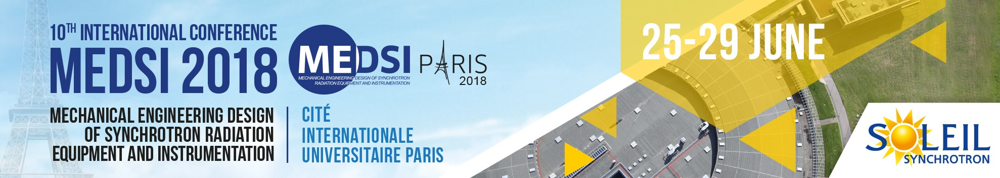 10TH INTERNATIONAL CONFERENCE
MEDSI 2018
MECHANICAL ENGINEERING DESIGN
OF SYNCHROTRON RADIATION
EQUIPMENT AND INSTRUMENTATION
MEDSI
MECHANICAL ENGINEERING DESIGN OF SYNCHROTRON
RADIATION EQUIPMENT AND INSTRUMENTATION
PARIS
2018
CITÉ
INTERNATIONALE
UNIVERSITAIRE PARIS
25-29 JUNE
SOLEIL
SYNCHROTRON